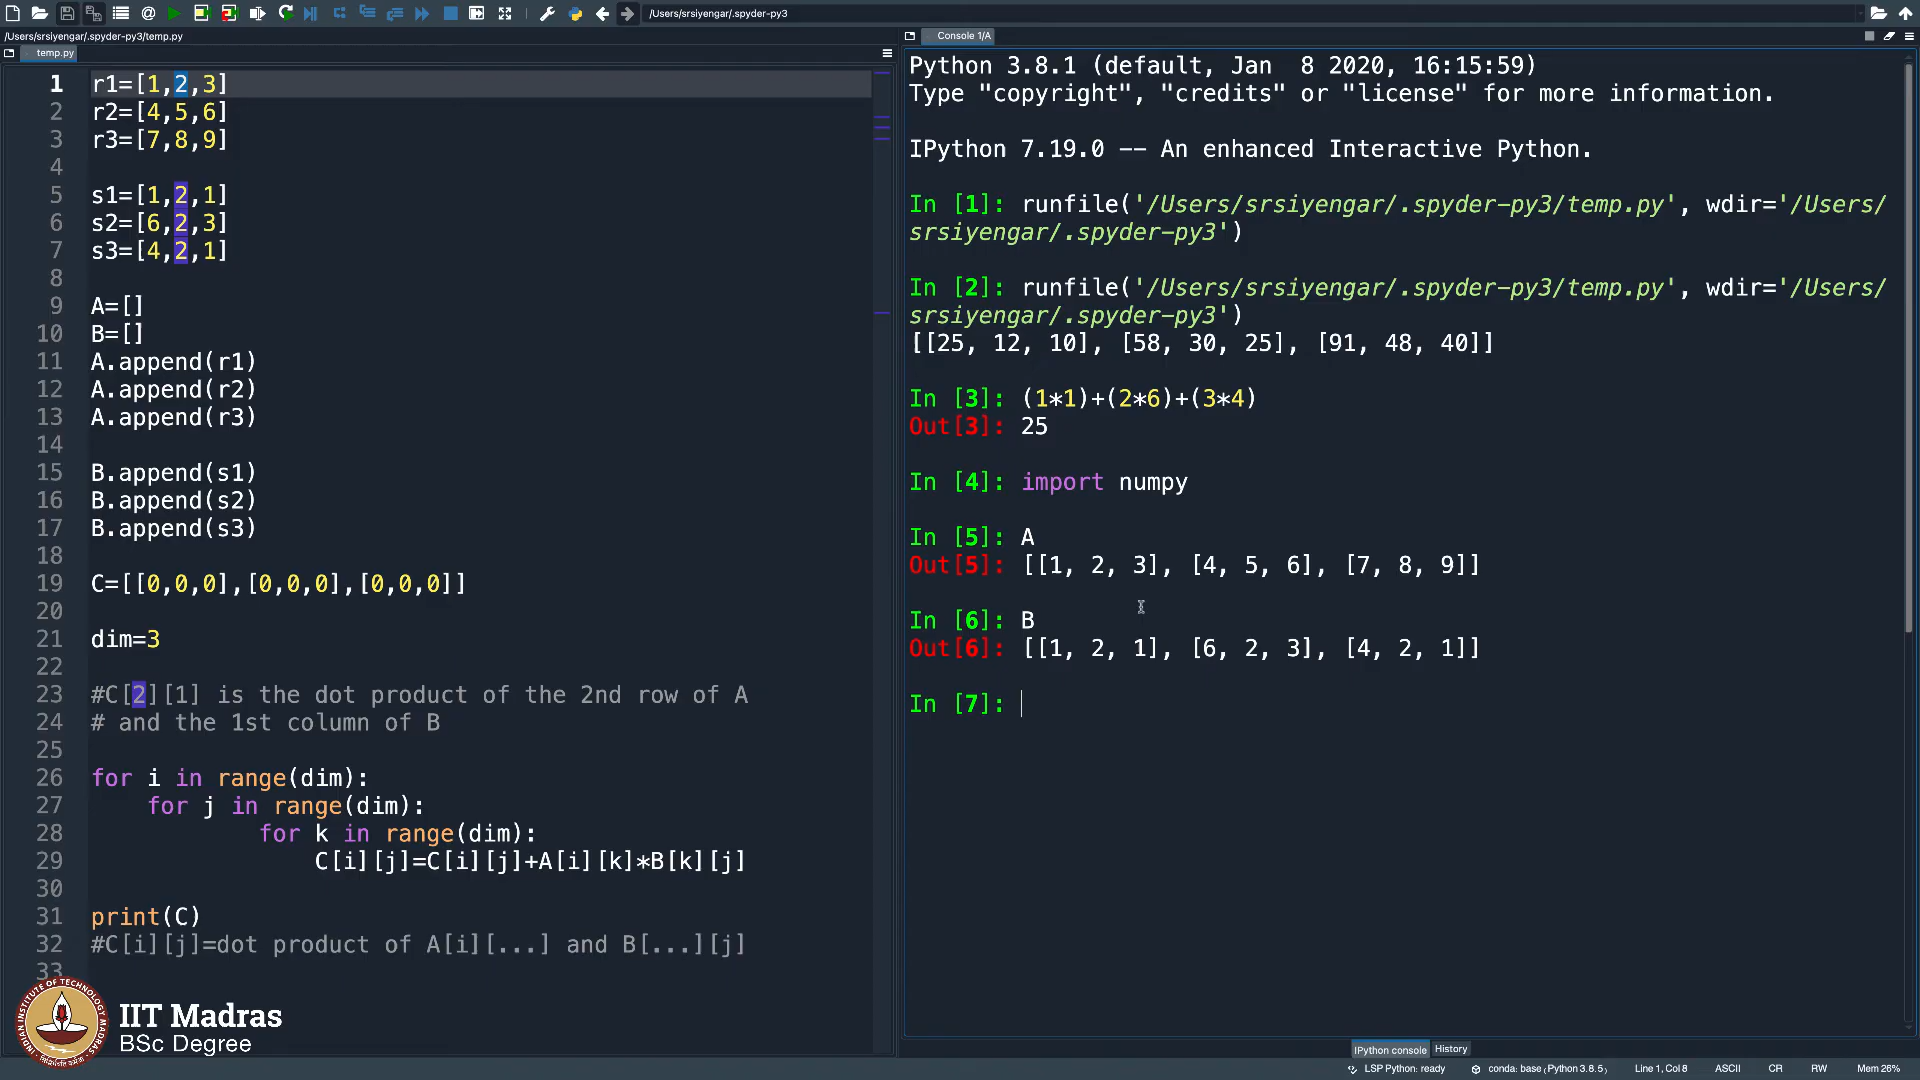 /Users/srsiyengar/.spyder-py3
/Users/srsiyengar/.spyder-py3/temp.py
temp.py
1 r1=[1,2,3]
2 r2=[4,5,6]
3 r3=[7,8,9]
4
5 s1=[1,2,1]
6 s2=[6,2,3]
7 s3=[4,2,1]
8
9 A=[]
10 B=[]
11 A.append(r1)
12 A.append(r2)
13 A.append(r3)
14
15 B.append(s1)
16 B.append(s2)
17 B.append(s3)
18
19 C=[[0,0,0],[0,0,0],[0,0,0]]
20
21 dim=3
22
23 #C[2][1] is the dot product of the 2nd row of A
24 # and the 1st column of B
25
26 for i in range(dim):
27     for j in range(dim):
28             for k in range(dim):
29                 C[i][j]=C[i][j]+A[i][k]*B[k][j]
30
31 print(C)
32 #C[i][j]=dot product of A[i][...] and B[...][j]
33
IIT Madras
BSc Degree
Console 1/A
Python 3.8.1 (default, Jan  8 2020, 16:15:59)
Type "copyright", "credits" or "license" for more information.
IPython 7.19.0 -- An enhanced Interactive Python.
In [1]: runfile('/Users/srsiyengar/.spyder-py3/temp.py', wdir='/Users/
srsiyengar/.spyder-py3')
In [2]: runfile('/Users/srsiyengar/.spyder-py3/temp.py', wdir='/Users/
srsiyengar/.spyder-py3')
[[25, 12, 10], [58, 30, 25], [91, 48, 40]]
In [3]: (1*1)+(2*6)+(3*4)
Out[3]: 25
In [4]: import numpy
In [5]: A
Out[5]: [[1, 2, 3], [4, 5, 6], [7, 8, 9]]
In [6]: B
Out[6]: [[1, 2, 1], [6, 2, 3], [4, 2, 1]]
In [7]:
IPython console History
LSP Python: ready conda: base (Python 3.8.5) Line 1, Col 8 ASCII CR RW Mem 26%